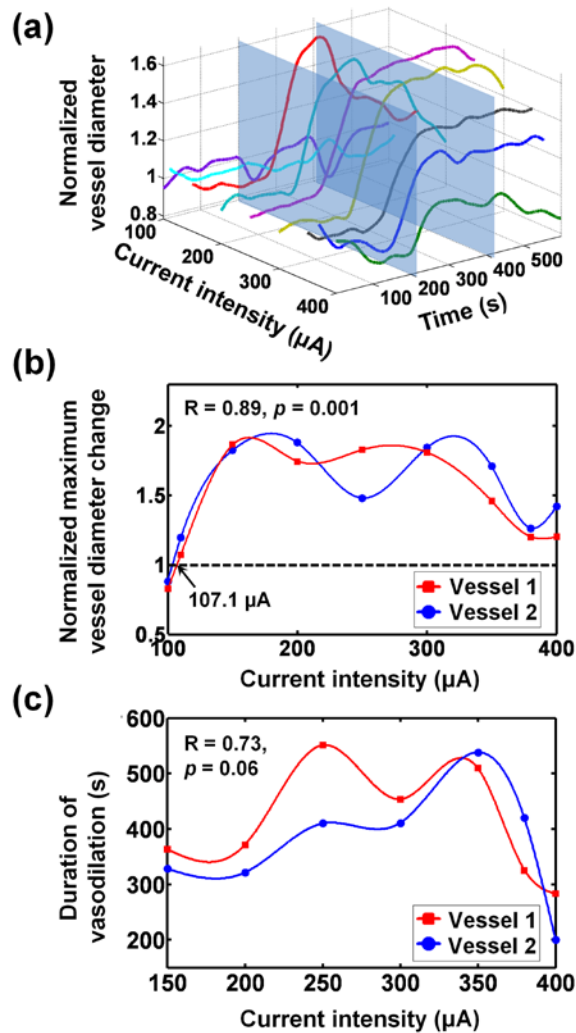 (a)
Normalized
vessel diameter
1.6
1.4
1.2
1
0.8
100
200
300
400
Current intensity (µA)
100
200
300
400
500
Time (s)
(b)
Normalized maximum
vessel diameter change
R = 0.89, p = 0.001
2
1.5
1
0.5
107.1 µA
Vessel 1
Vessel 2
100
200
300
400
Current intensity (µA)
(c)
Duration of
vasodilation (s)
R = 0.73,
p = 0.06
600
500
400
300
200
Vessel 1
Vessel 2
150
200
250
300
350
400
Current intensity (µA)